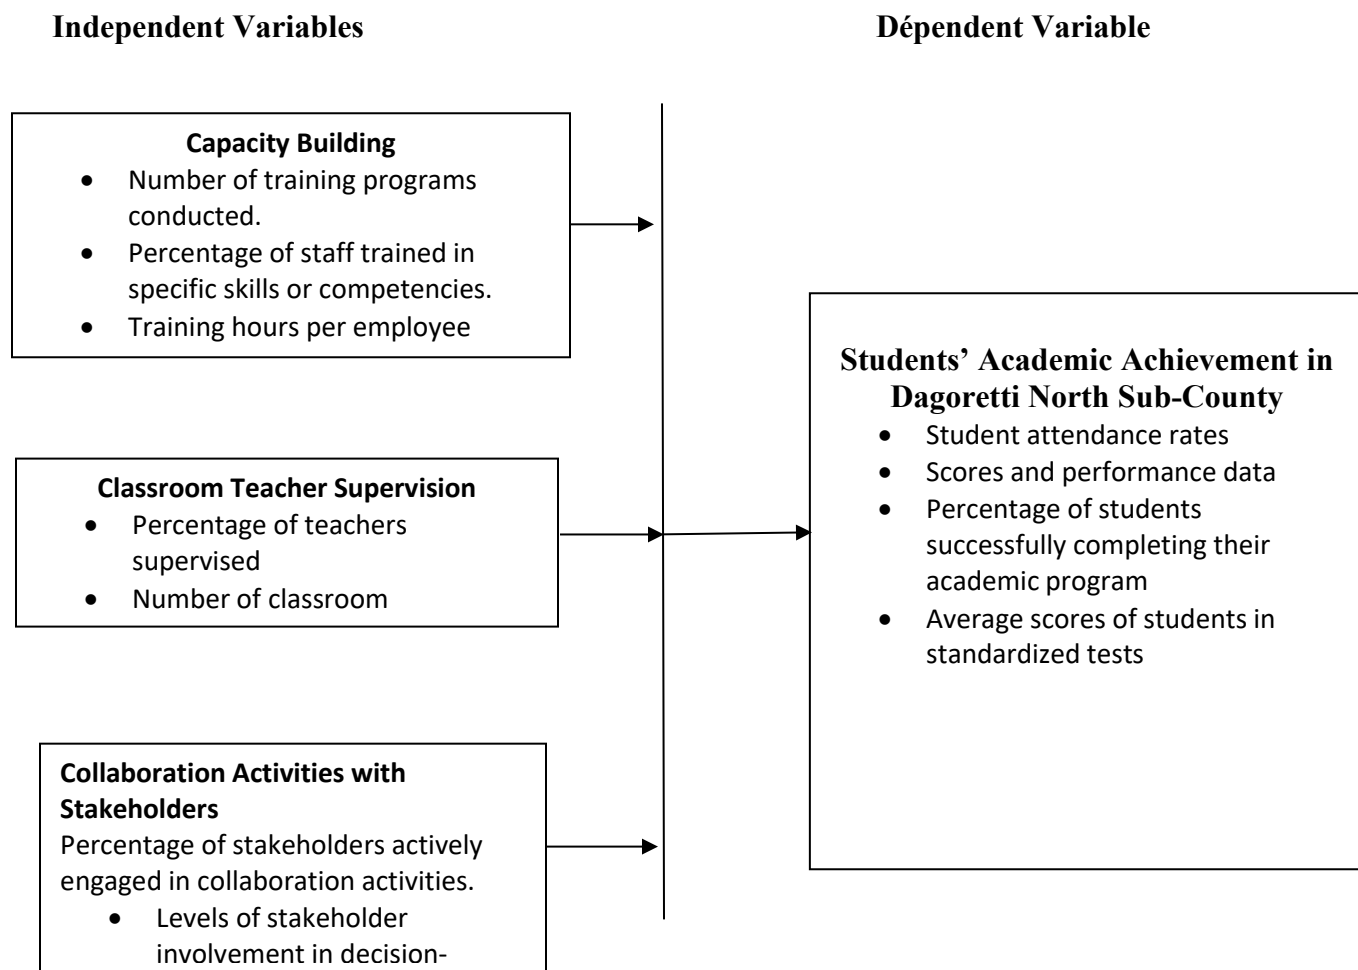 Independent Variables
Dépendent Variable
Capacity Building
• Number of training programs
conducted.
• Percentage of staff trained in
specific skills or competencies.
• Training hours per employee
Classroom Teacher Supervision
• Percentage of teachers
supervised
• Number of classroom
Collaboration Activities with
Stakeholders
Percentage of stakeholders actively
engaged in collaboration activities.
• Levels of stakeholder
involvement in decision-
Students’ Academic Achievement in
Dagoretti North Sub-County
• Student attendance rates
• Scores and performance data
• Percentage of students
successfully completing their
academic program
• Average scores of students in
standardized tests